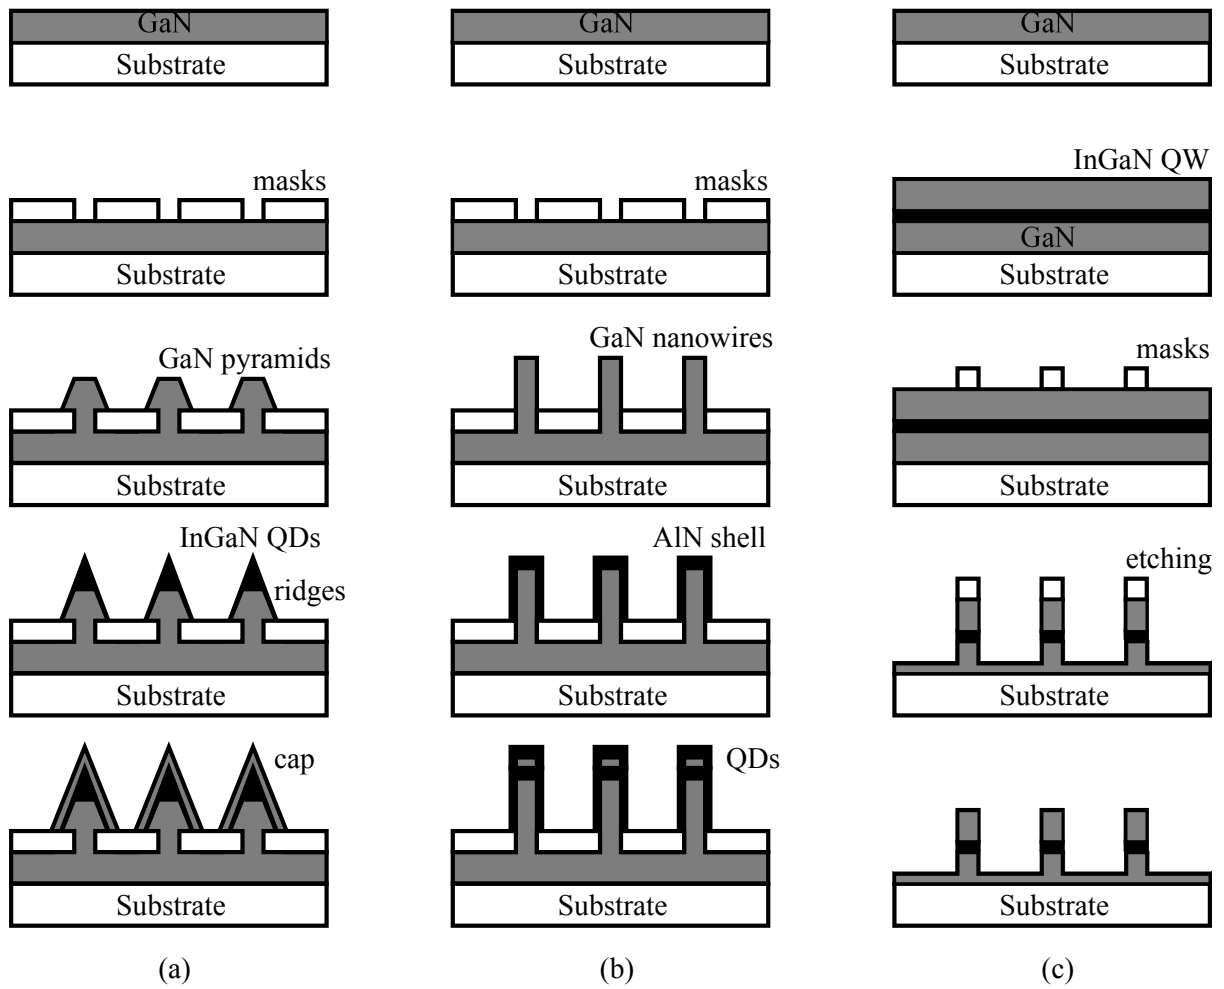 GaN
Substrate
masks
Substrate
GaN pyramids
Substrate
InGaN QDs
ridges
Substrate
cap
Substrate
(a)
GaN
Substrate
masks
Substrate
GaN nanowires
Substrate
AlN shell
Substrate
QDs
Substrate
(b)
GaN
Substrate
InGaN QW
GaN
Substrate
masks
Substrate
etching
Substrate
Substrate
(c)